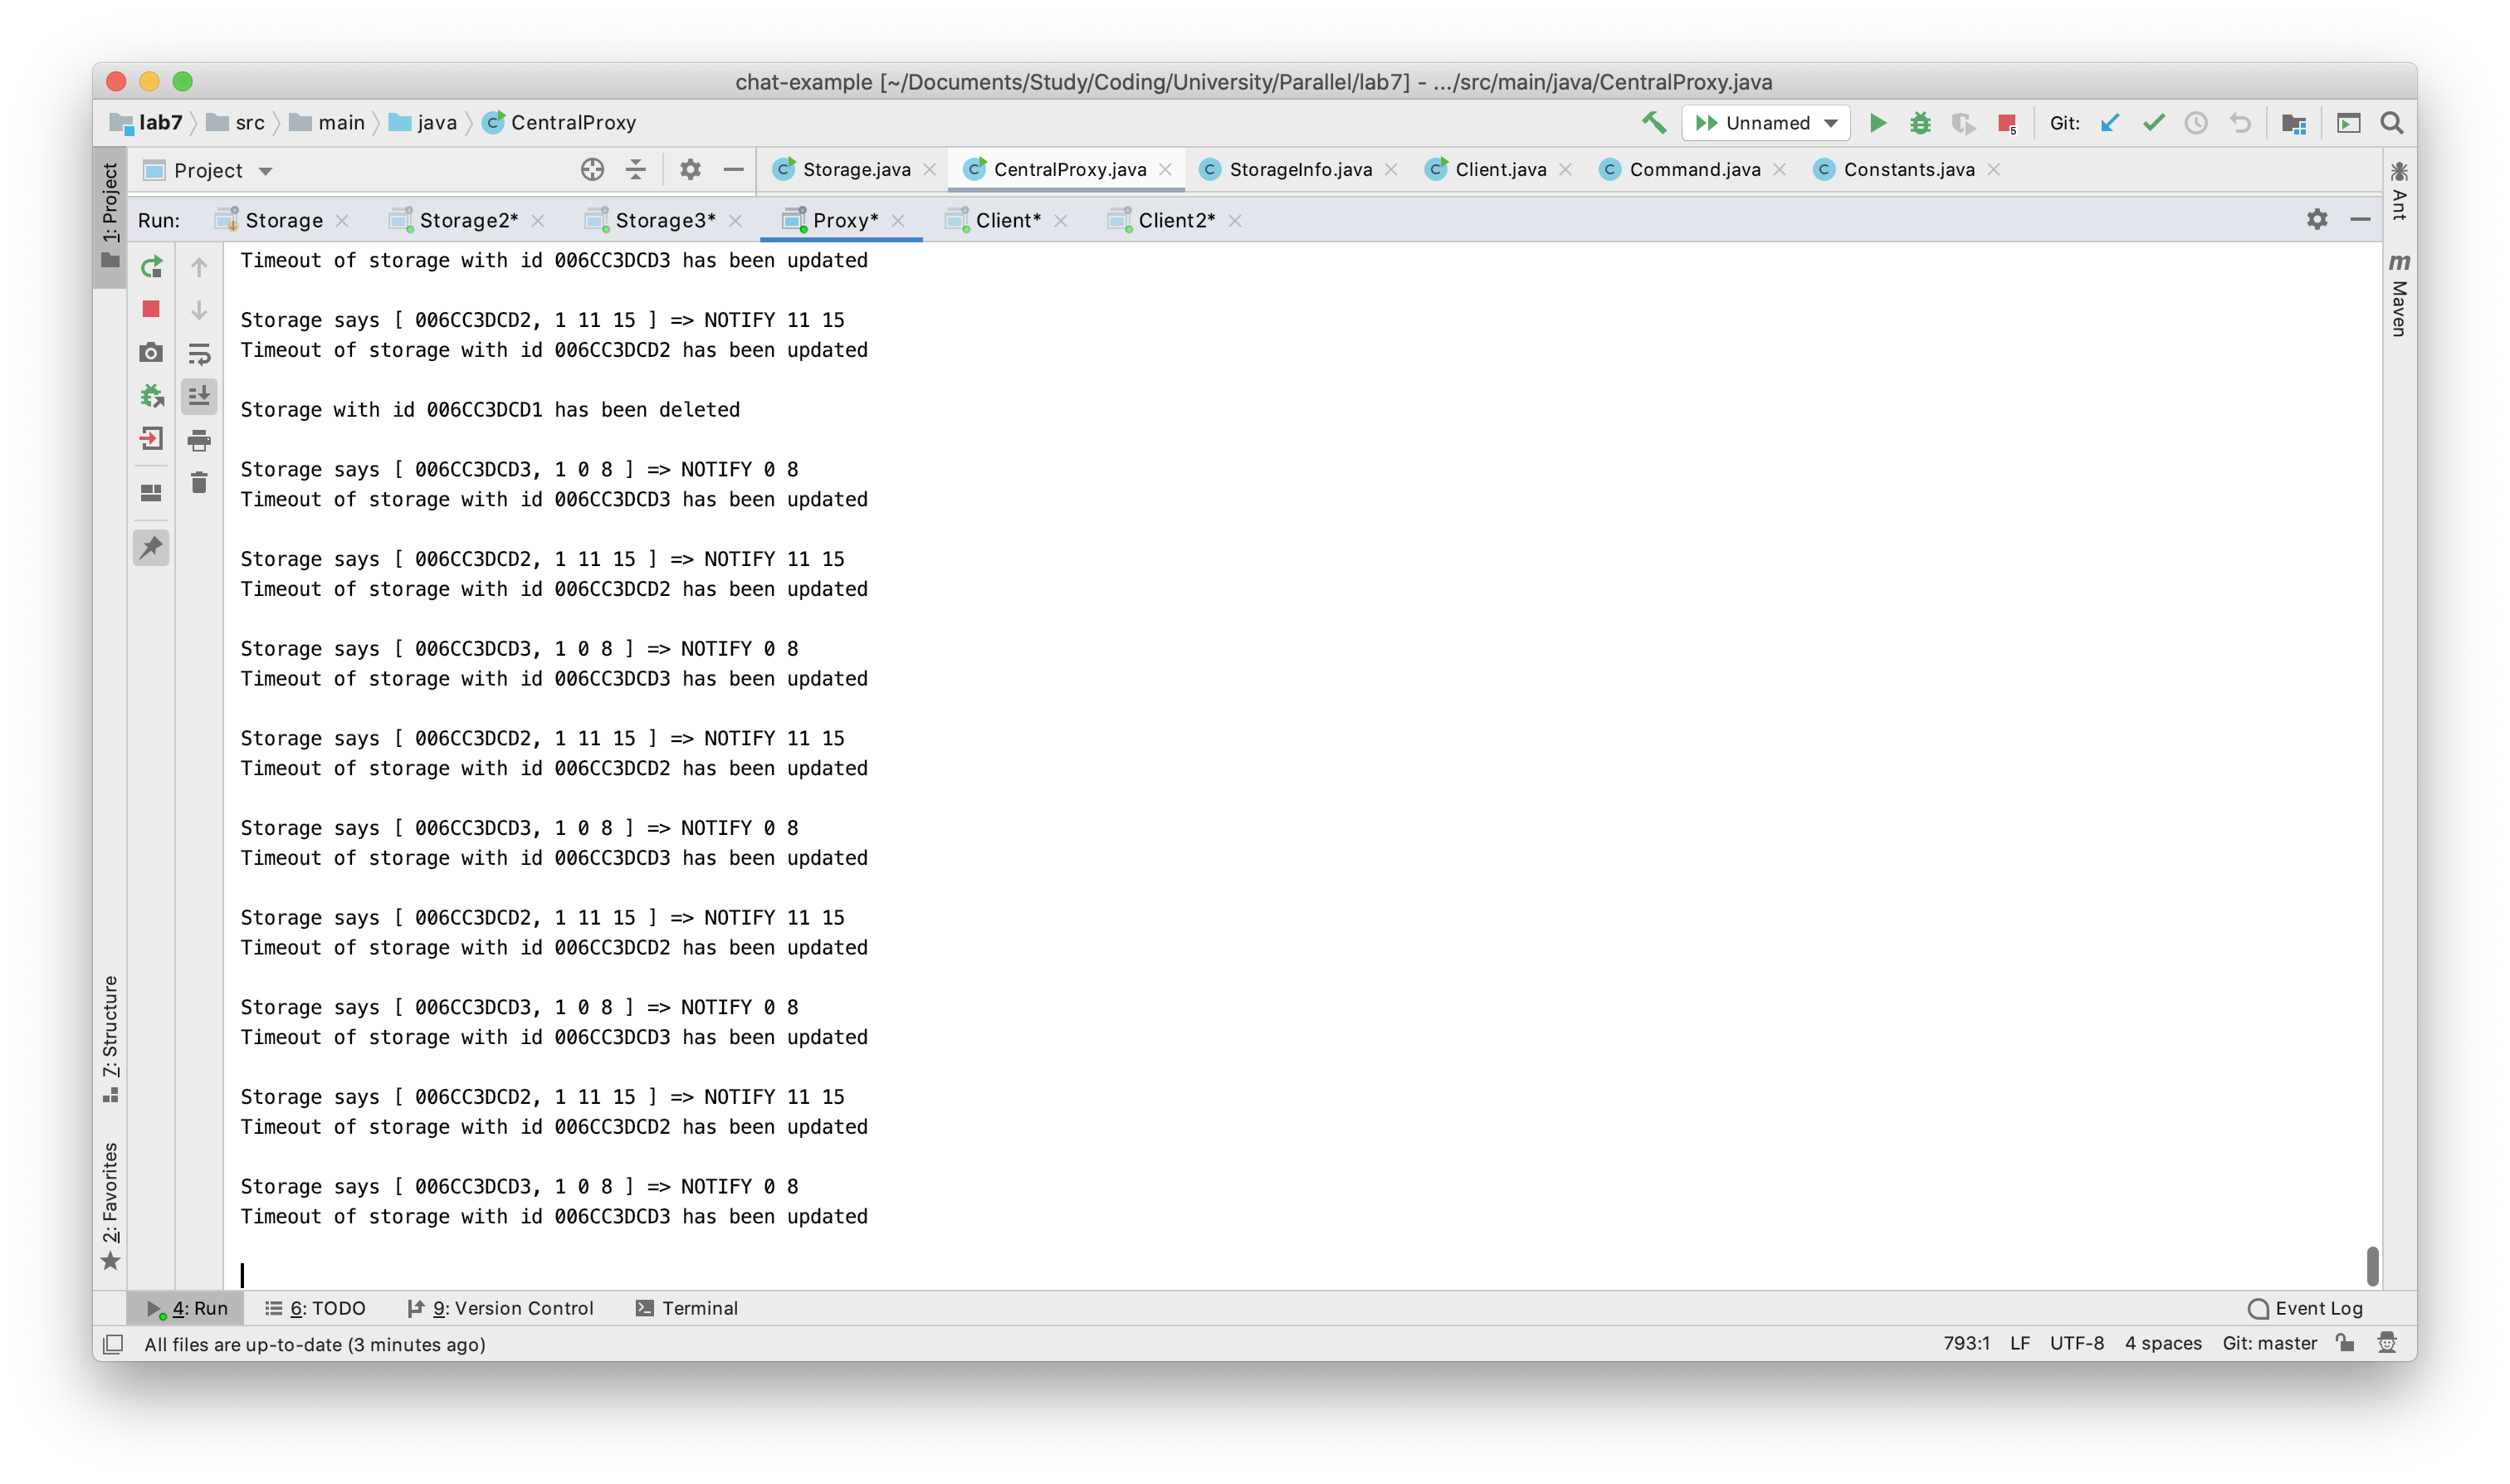 chat-example [~/Documents/Study/Coding/University/Parallel/lab7] - .../src/main/java/CentralProxy.java
lab7 src main java CentralProxy Unnamed 5 Git:
Project Storage.java CentralProxy.java StorageInfo.java Client.java Command.java Constants.java
Run: Storage Storage2* Storage3* Proxy* Client* Client2*
1: Project
7: Structure
2: Favorites
Ant
Maven
Timeout of storage with id 006CC3DCD3 has been updated
Storage says [ 006CC3DCD2, 1 11 15 ] => NOTIFY 11 15
Timeout of storage with id 006CC3DCD2 has been updated
Storage with id 006CC3DCD1 has been deleted
Storage says [ 006CC3DCD3, 1 0 8 ] => NOTIFY 0 8
Timeout of storage with id 006CC3DCD3 has been updated
Storage says [ 006CC3DCD2, 1 11 15 ] => NOTIFY 11 15
Timeout of storage with id 006CC3DCD2 has been updated
Storage says [ 006CC3DCD3, 1 0 8 ] => NOTIFY 0 8
Timeout of storage with id 006CC3DCD3 has been updated
Storage says [ 006CC3DCD2, 1 11 15 ] => NOTIFY 11 15
Timeout of storage with id 006CC3DCD2 has been updated
Storage says [ 006CC3DCD3, 1 0 8 ] => NOTIFY 0 8
Timeout of storage with id 006CC3DCD3 has been updated
Storage says [ 006CC3DCD2, 1 11 15 ] => NOTIFY 11 15
Timeout of storage with id 006CC3DCD2 has been updated
Storage says [ 006CC3DCD3, 1 0 8 ] => NOTIFY 0 8
Timeout of storage with id 006CC3DCD3 has been updated
Storage says [ 006CC3DCD2, 1 11 15 ] => NOTIFY 11 15
Timeout of storage with id 006CC3DCD2 has been updated
Storage says [ 006CC3DCD3, 1 0 8 ] => NOTIFY 0 8
Timeout of storage with id 006CC3DCD3 has been updated
4: Run 6: TODO 9: Version Control Terminal Event Log
All files are up-to-date (3 minutes ago) 793:1 LF UTF-8 4 spaces Git: master